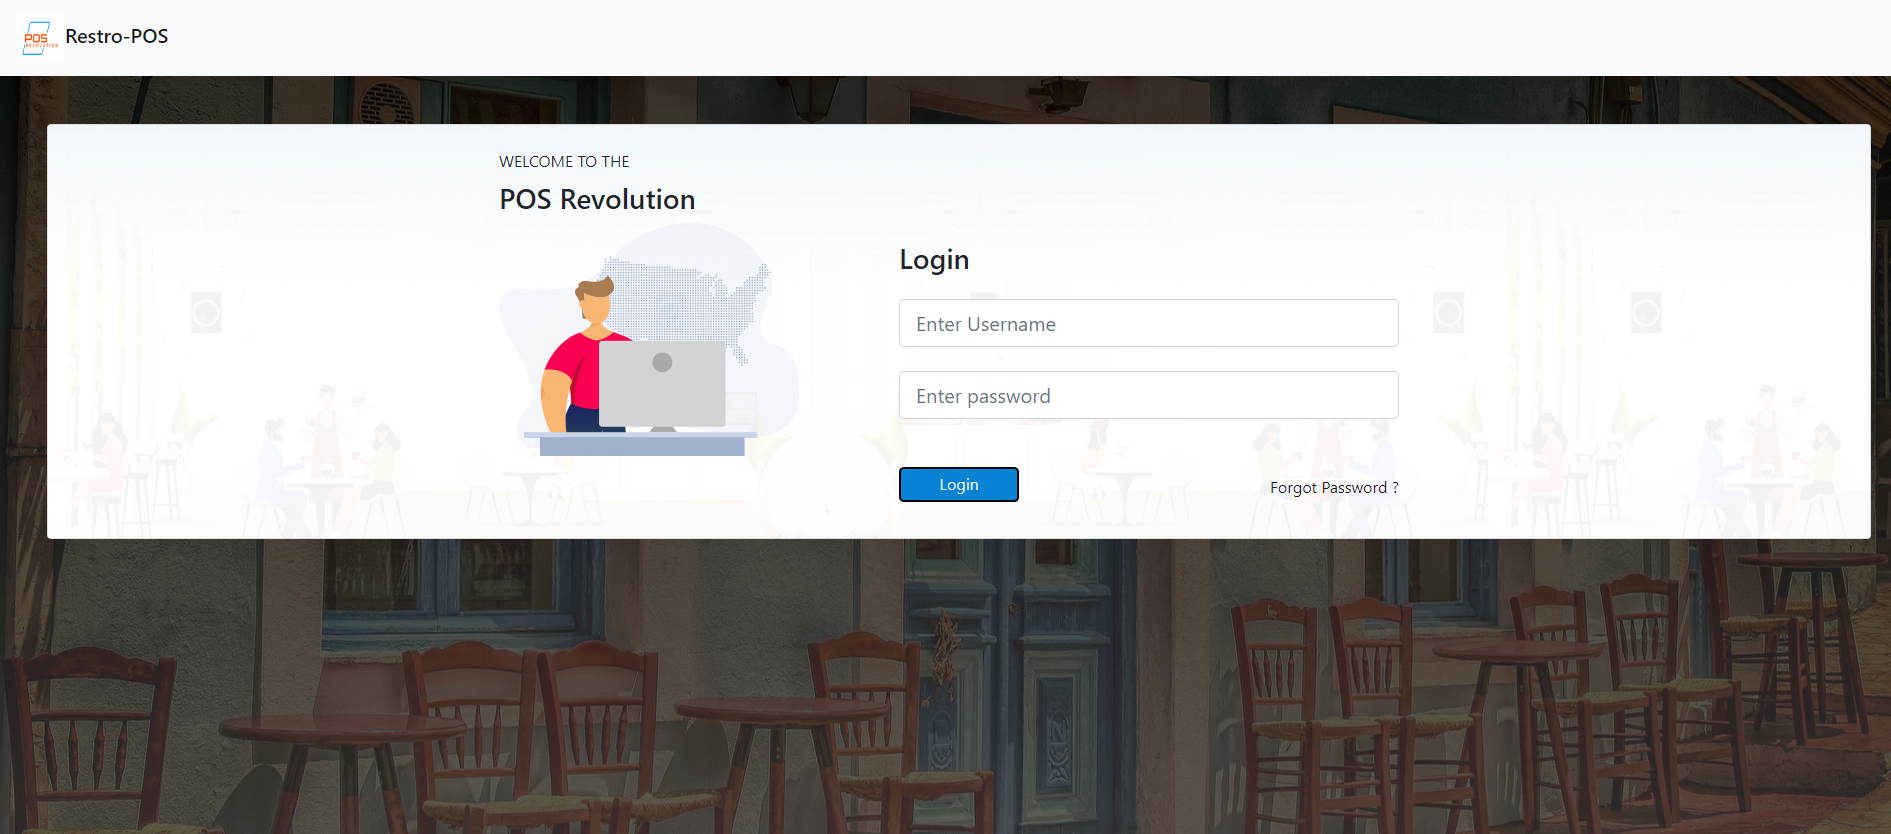 POS
REVOLUTION
Restro-POS
WELCOME TO THE
POS Revolution
Login
Enter Username
Enter password
Login
Forgot Password ?